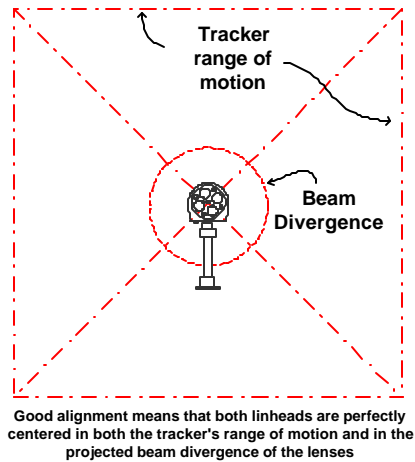 Tracker
range of
motion
Beam
Divergence
Good alignment means that both linheads are perfectly
centered in both the tracker's range of motion and in the
projected beam divergence of the lenses